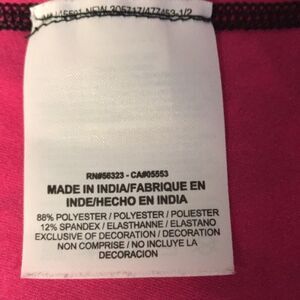 RN#56323 - CA#05553
MADE IN INDIA/FABRIQUE EN
INDE/HECHO EN INDIA
88% POLYESTER / POLYESTER / POLIESTER
12% SPANDEX / ELASTHANNE / ELASTANO
EXCLUSIVE OF DECORATION / DECORATION
NON COMPRISE / NO INCLUYE LA
DECORACIÓN